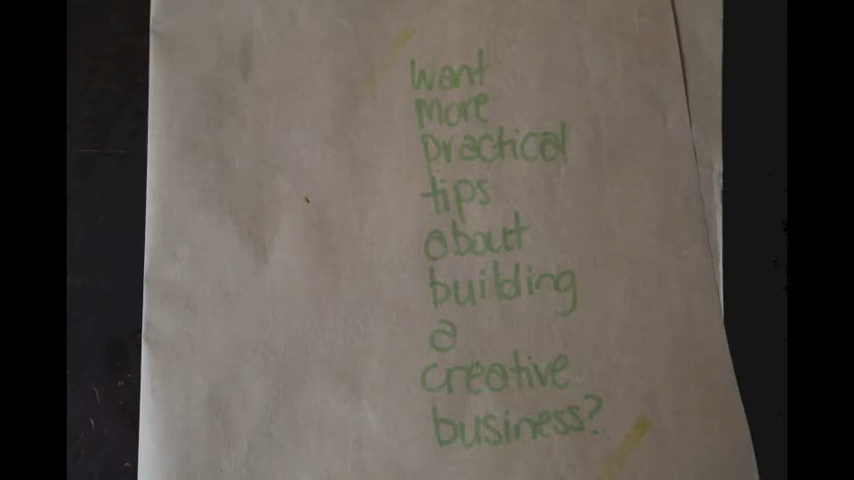 Want
more
practical
tips
about
building
a
creative
business?